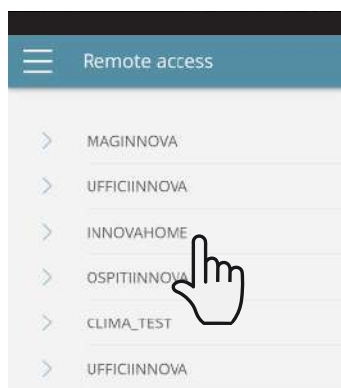 Remote access
MAGINNOVA
UFFICIINNOVA
INNOVAHOME
OSPITIINNOVA
CLIMA_TEST
UFFICIINNOVA